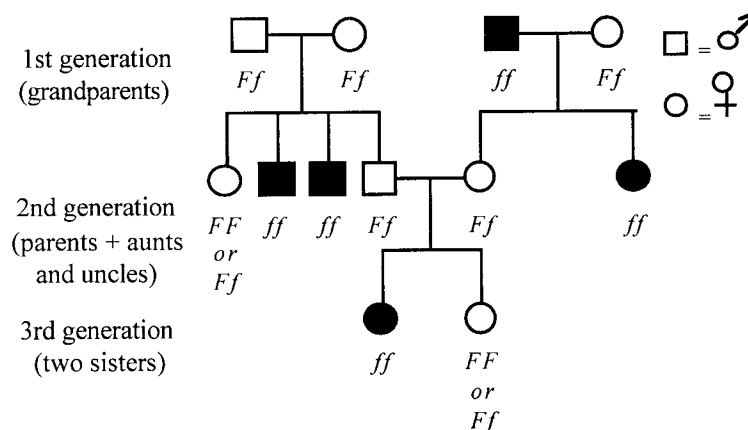 1st generation
(grandparents)
Ff Ff ff Ff
□ = ♂
○ = ♀
2nd generation
(parents + aunts
and uncles)
FF
or
Ff
ff ff Ff Ff ff
3rd generation
(two sisters)
ff
FF
or
Ff